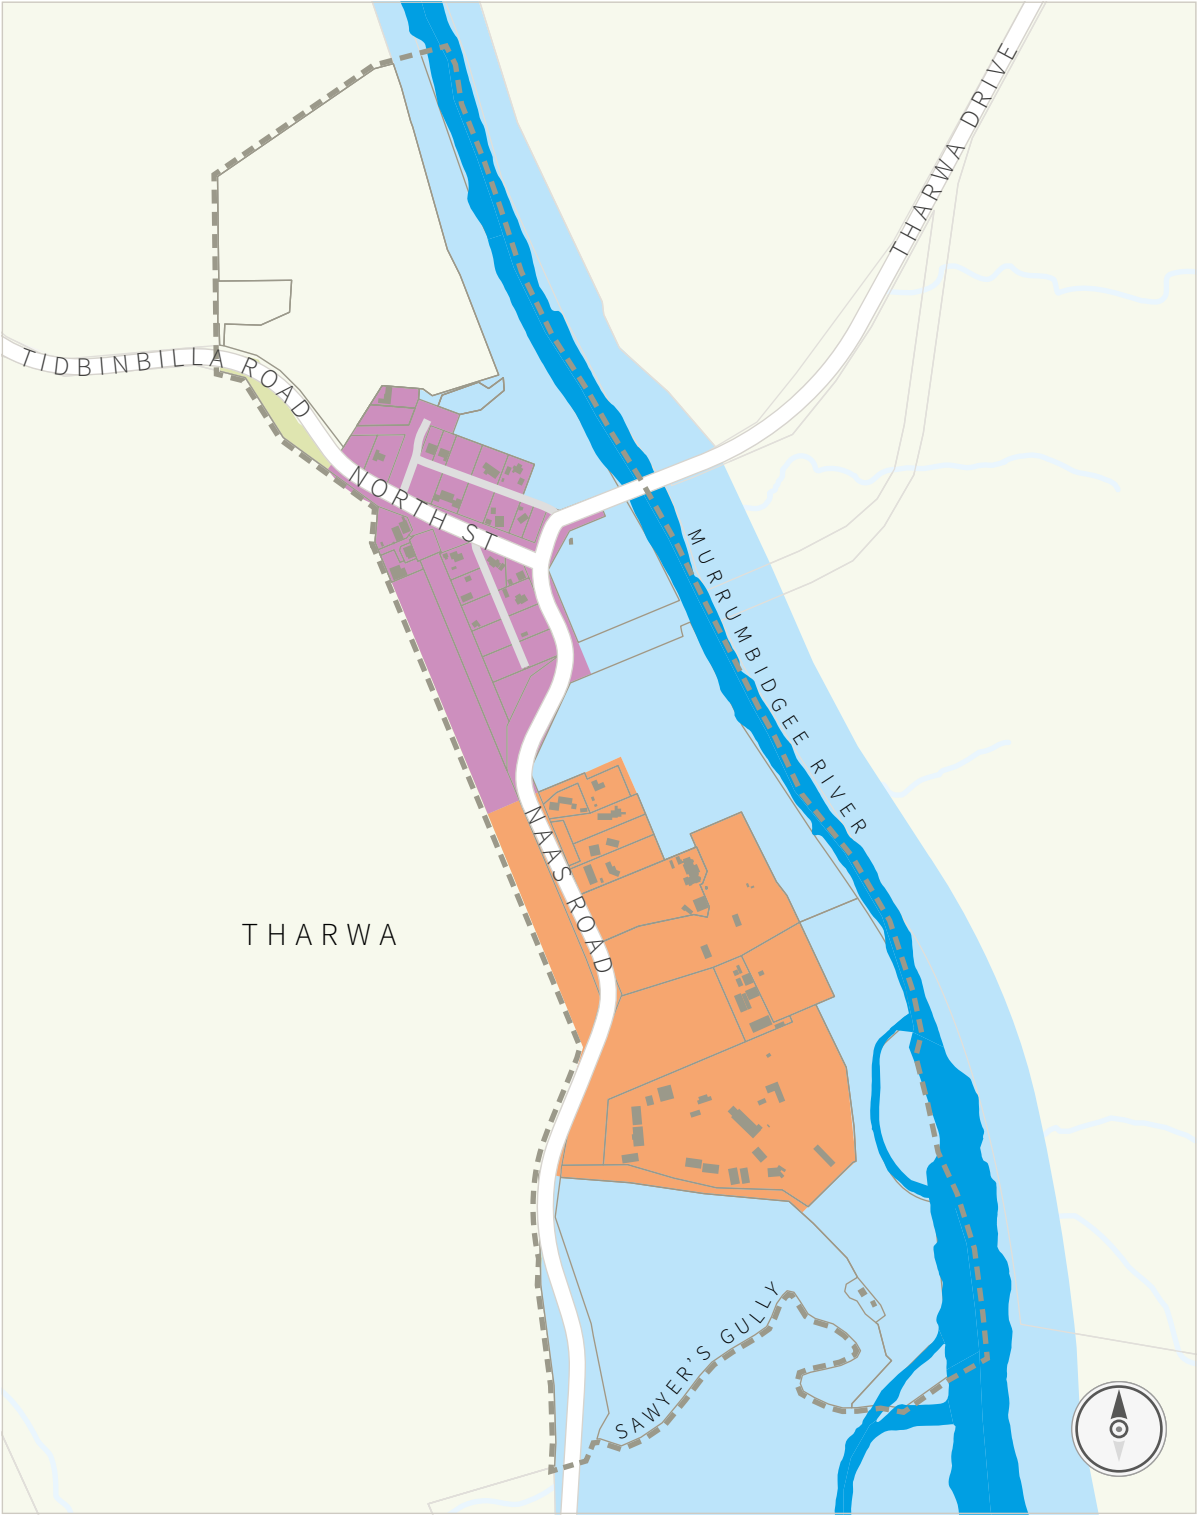 THARWA DRIVE
TIDBINBILLA ROAD
NORTH ST
MURRUMBIDGEE RIVER
NAAS ROAD
THARWA
SAWYER'S GULLY